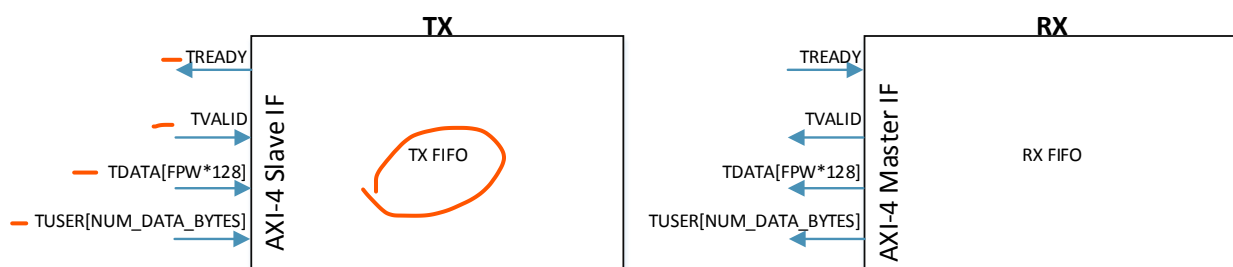 TX
TREADY
TVALID
TDATA[FPW*128]
TUSER[NUM_DATA_BYTES]
AXI-4 Slave IF
TX FIFO
RX
TREADY
TVALID
TDATA[FPW*128]
TUSER[NUM_DATA_BYTES]
AXI-4 Master IF
RX FIFO